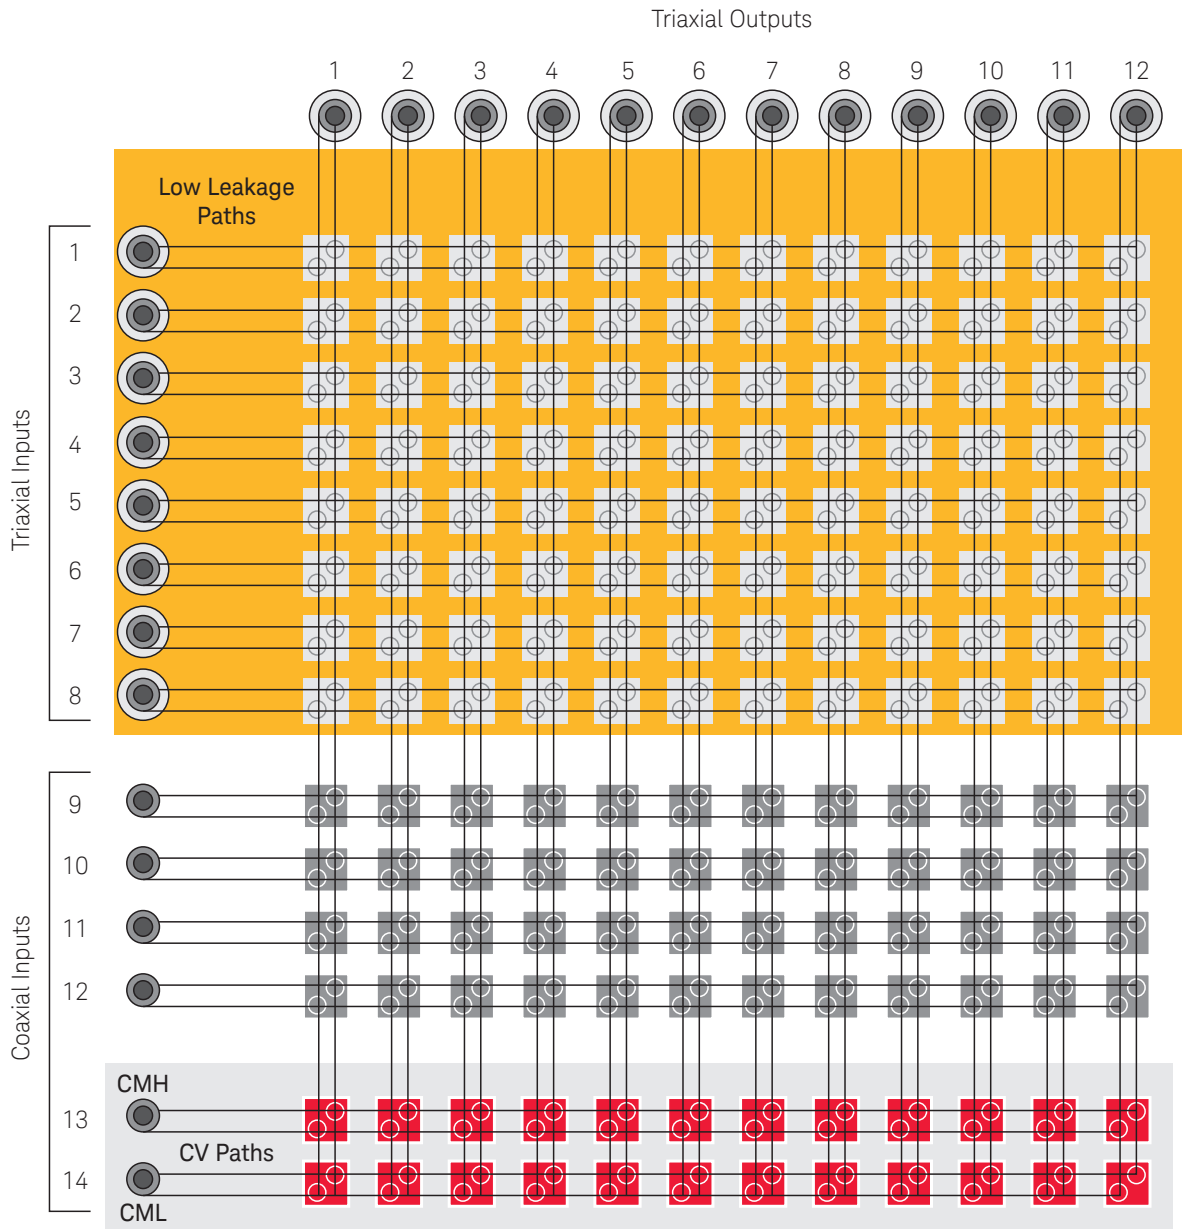 Triaxial Outputs
1 2 3 4 5 6 7 8 9 10 11 12
Low Leakage
Paths
Triaxial Inputs
1
2
3
4
5
6
7
8
Coaxial Inputs
9
10
11
12
CMH
13
CV Paths
14
CML